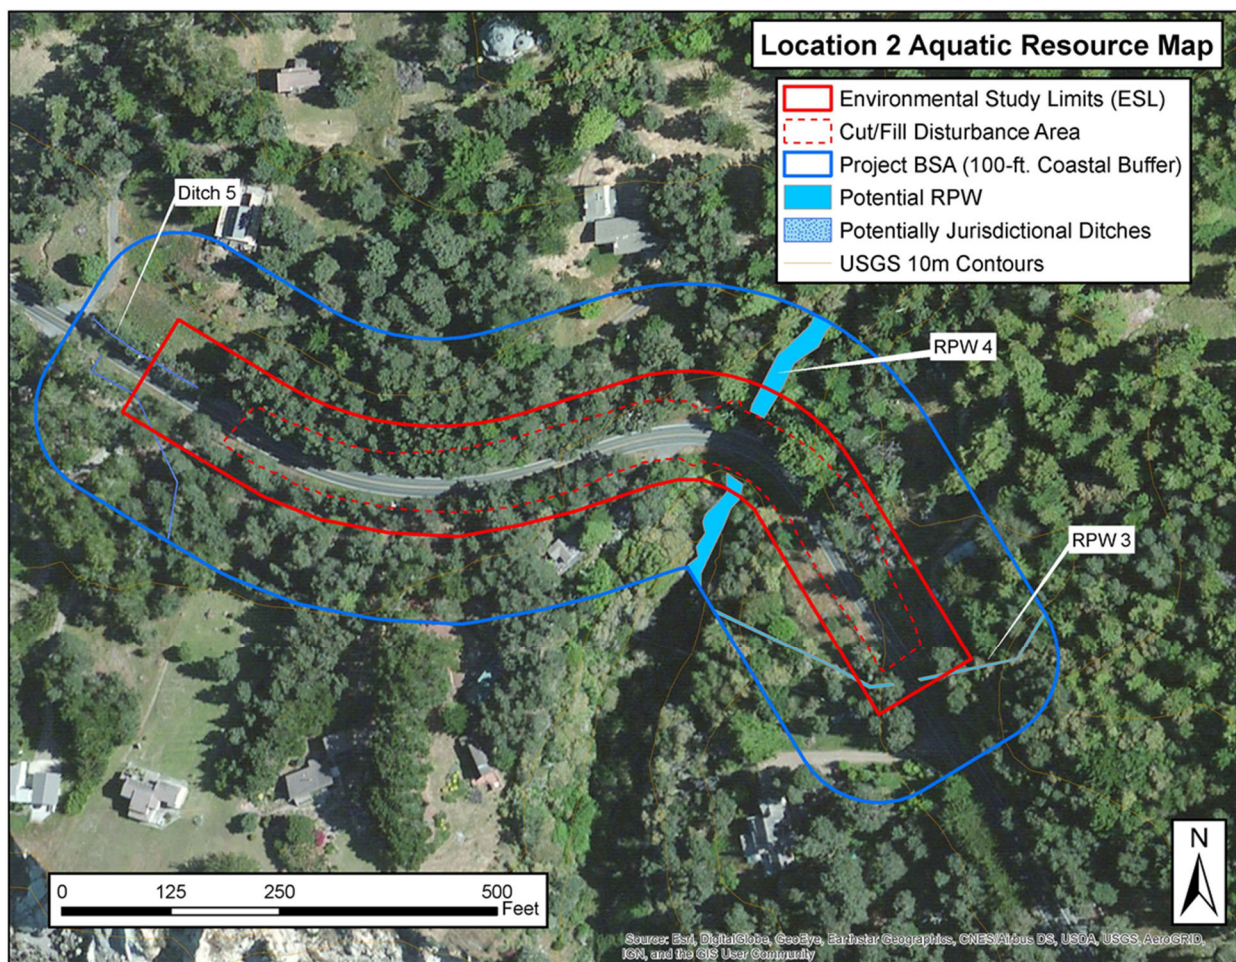 Location 2 Aquatic Resource Map
Environmental Study Limits (ESL)
Cut/Fill Disturbance Area
Project BSA (100-ft. Coastal Buffer)
Potential RPW
Potentially Jurisdictional Ditches
USGS 10m Contours
Ditch 5
RPW 4
RPW 3
0 125 250 500
Feet
N
Source: Esri, DigitalGlobe, GeoEye, Earthstar Geographics, CNES/Airbus DS, USDA, USGS, AeroGRID,
IGN, and the GIS User Community